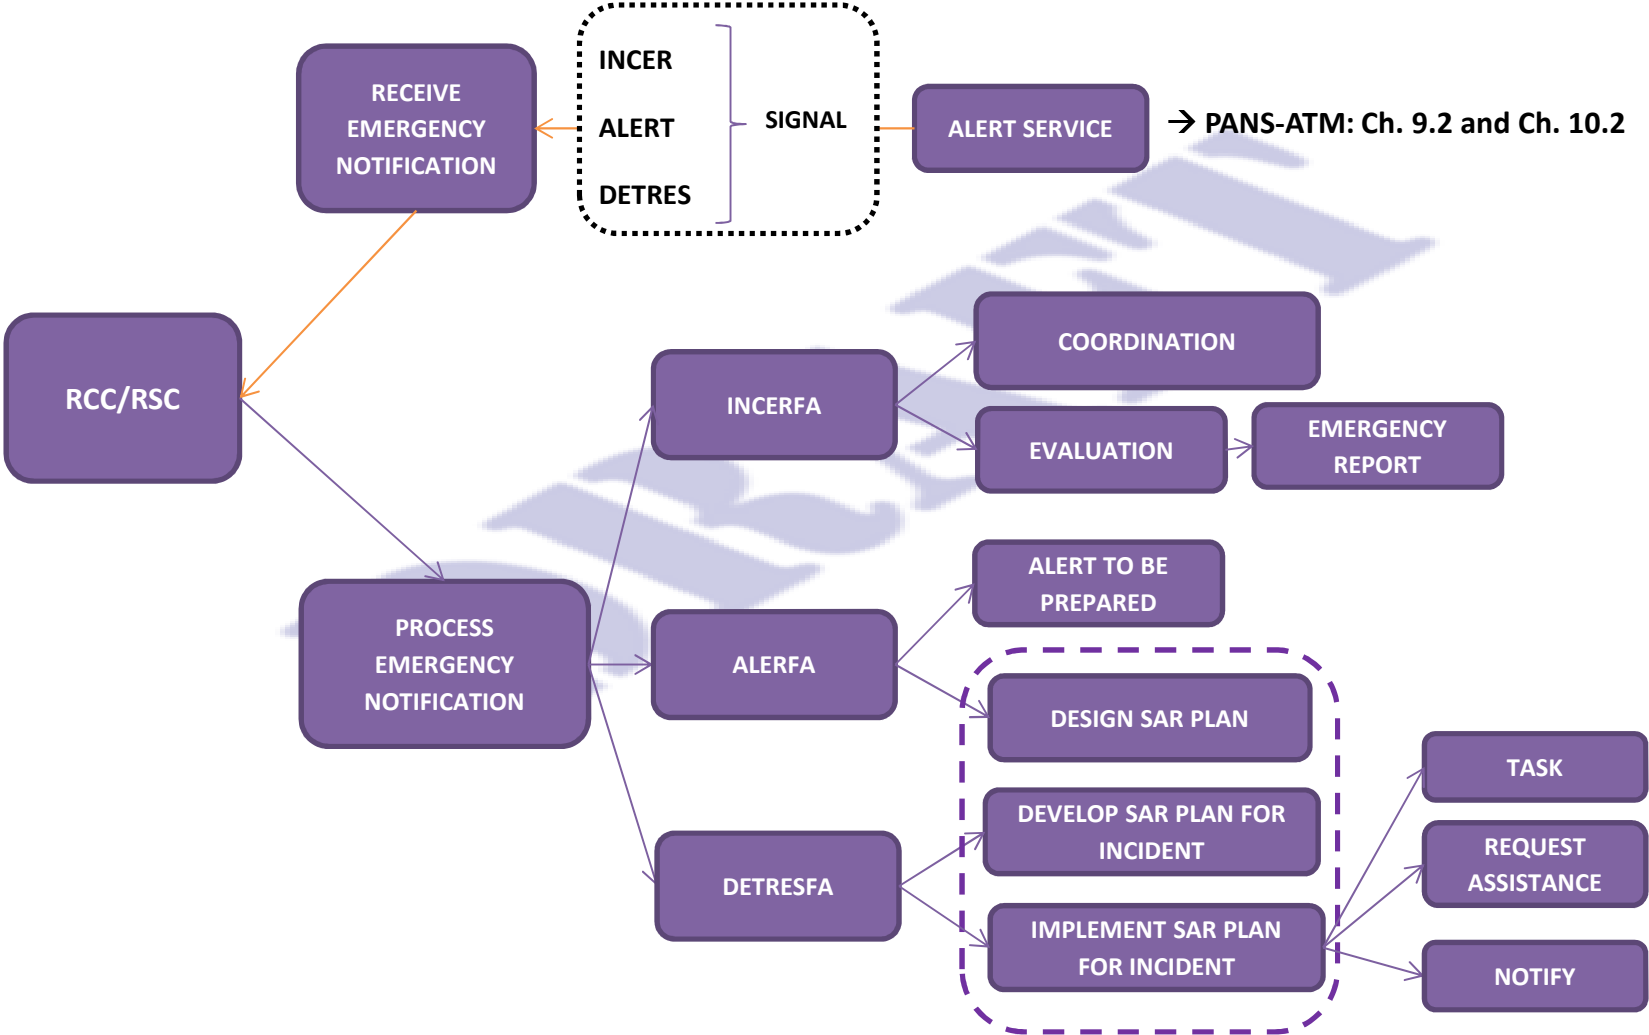 INCER
ALERT
DETRES
SIGNAL
RECEIVE
EMERGENCY
NOTIFICATION
ALERT SERVICE
→ PANS-ATM: Ch. 9.2 and Ch. 10.2
RCC/RSC
INCERFA
COORDINATION
EVALUATION
EMERGENCY
REPORT
PROCESS
EMERGENCY
NOTIFICATION
ALERFA
ALERT TO BE
PREPARED
DESIGN SAR PLAN
DETRESFA
DEVELOP SAR PLAN FOR
INCIDENT
IMPLEMENT SAR PLAN
FOR INCIDENT
TASK
REQUEST
ASSISTANCE
NOTIFY